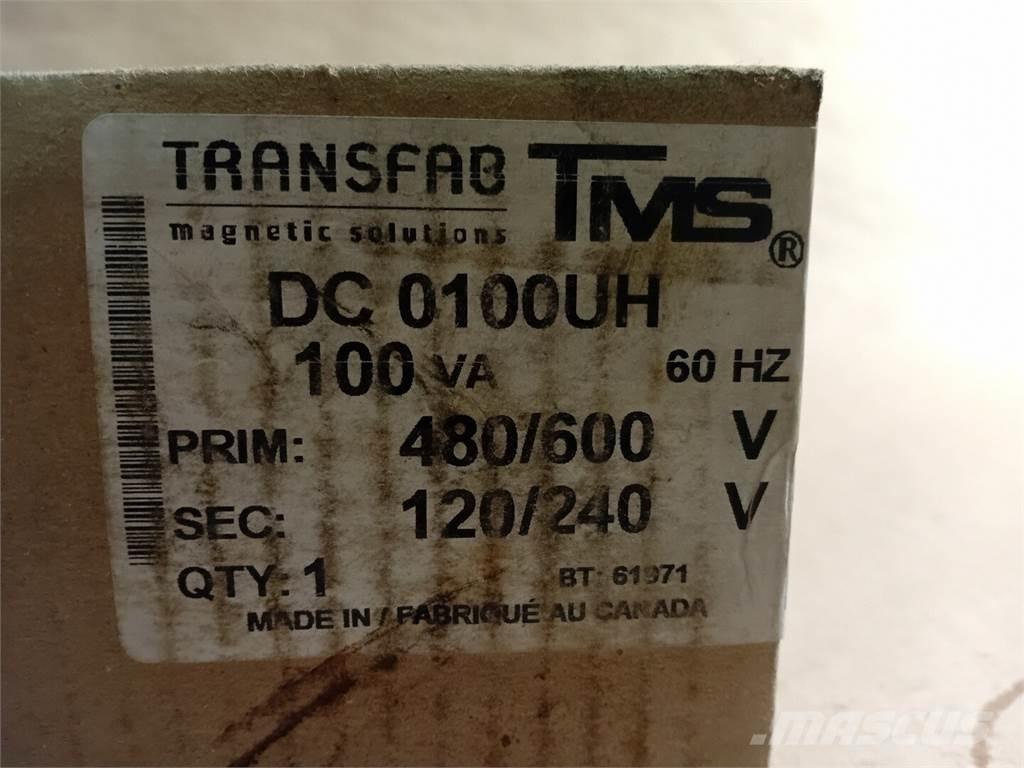 TRANSFAB TMS®
magnetic solutions
DC 0100UH
100 VA 60 HZ
PRIM: 480/600 V
SEC: 120/240 V
QTY: 1 BT: 61971
MADE IN / FABRIQUÉ AU CANADA
MASCUS